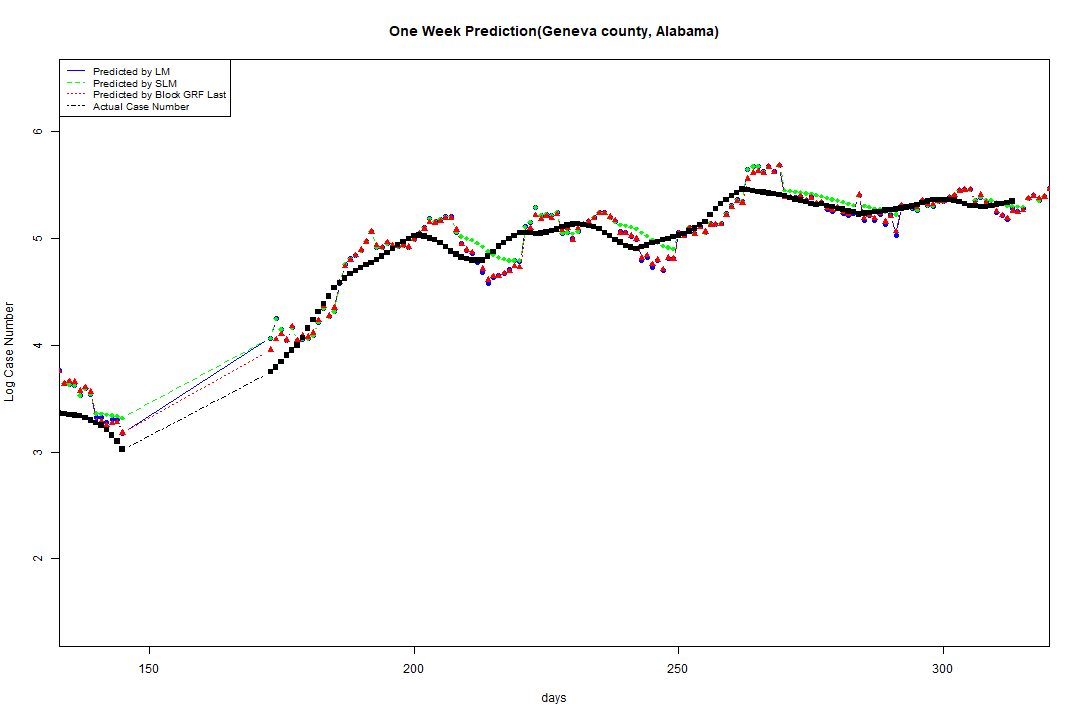 One Week Prediction(Geneva county, Alabama)
Predicted by LM
Predicted by SLM
Predicted by Block GRF Last
Actual Case Number
6
5
4
3
2
Log Case Number
150
200
250
300
days